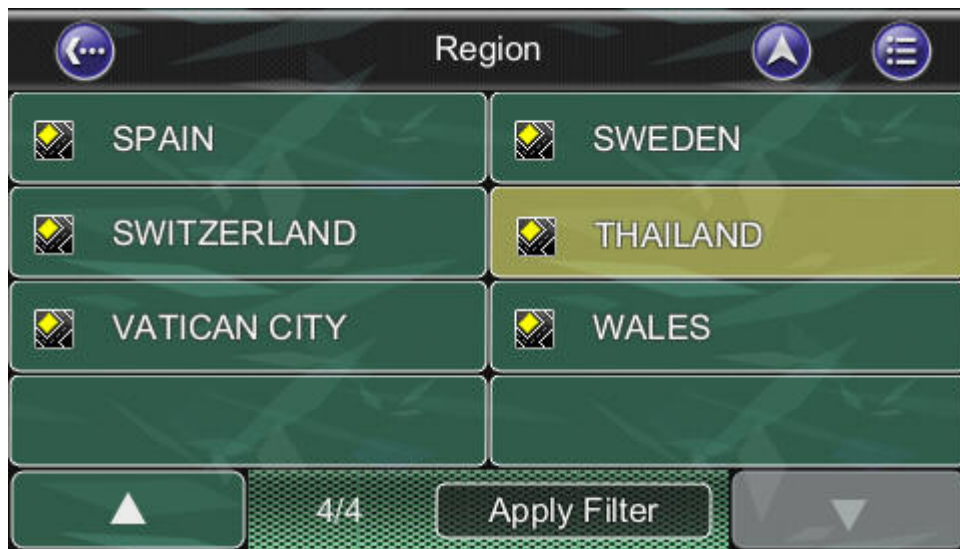 Region
SPAIN
SWEDEN
SWITZERLAND
THAILAND
VATICAN CITY
WALES
4/4
Apply Filter